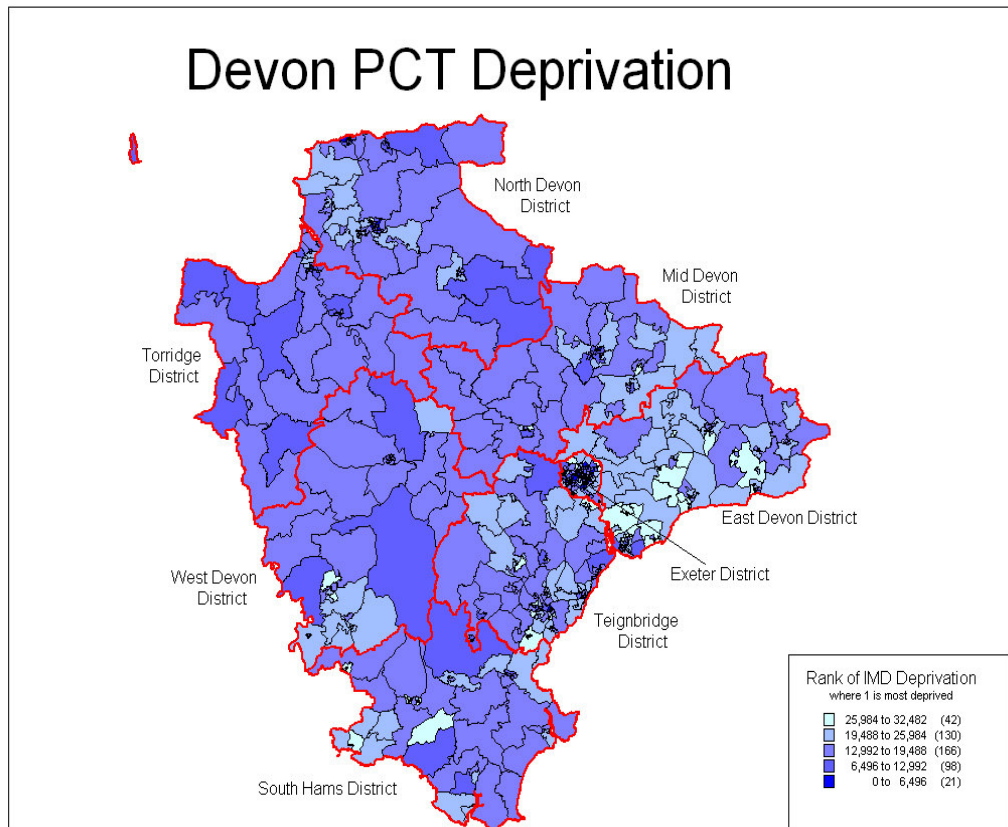 Devon PCT Deprivation
North Devon
District
Mid Devon
District
Torridge
District
East Devon District
Exeter District
West Devon
District
Teignbridge
District
South Hams District
Rank of IMD Deprivation
where 1 is most deprived
25,984 to 32,482 (42)
19,488 to 25,984 (130)
12,992 to 19,488 (166)
6,496 to 12,992 (98)
0 to 6,496 (21)